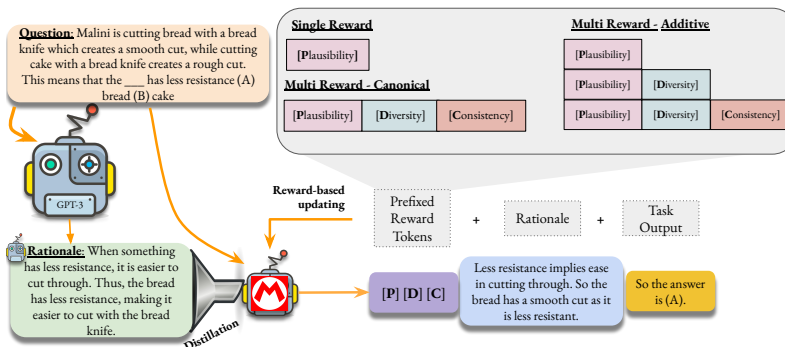 Question: Malini is cutting bread with a bread
knife which creates a smooth cut, while cutting
cake with a bread knife creates a rough cut.
This means that the ___ has less resistance (A)
bread (B) cake
GPT-3
Rationale: When something
has less resistance, it is easier to
cut through. Thus, the bread
has less resistance, making it
easier to cut with the bread
knife.
Distillation
Single Reward
[Plausibility]
Multi Reward - Canonical
[Plausibility] [Diversity] [Consistency]
Multi Reward - Additive
[Plausibility]
[Plausibility] [Diversity]
[Plausibility] [Diversity] [Consistency]
Reward-based
updating
Prefixed
Reward
Tokens
+
Rationale
+
Task
Output
M
[P] [D] [C]
Less resistance implies ease
in cutting through. So the
bread has a smooth cut as it
is less resistant.
So the answer
is (A).